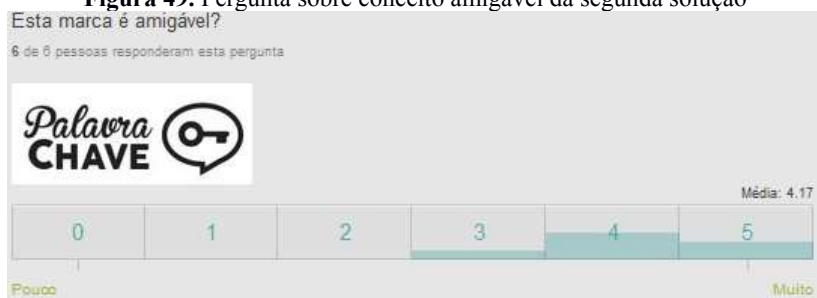 Figura 49. Pergunta sobre conceito amigável da segunda solução
Esta marca é amigável?
6 de 6 pessoas responderam esta pergunta
Palavra
CHAVE
Média: 4.17
0 1 2 3 4 5
Pouco Muito